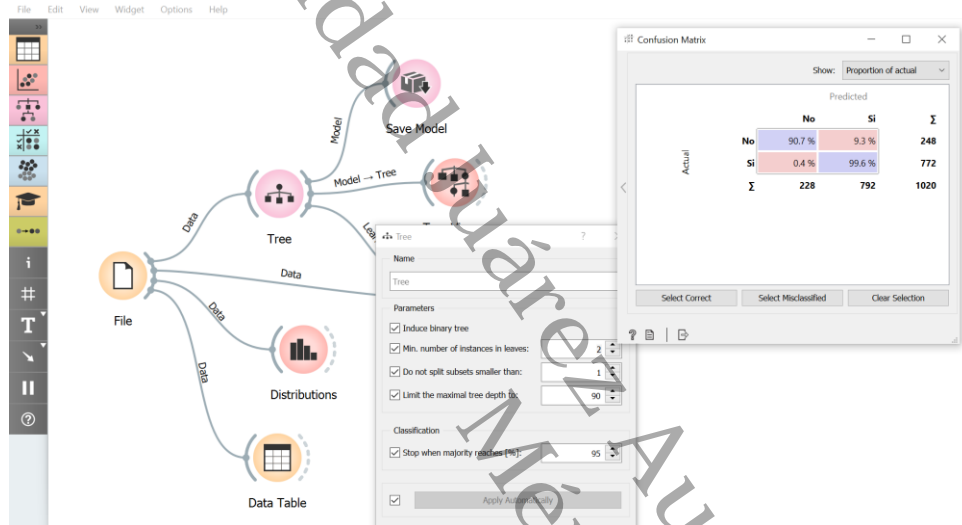 File Edit View Widget Options Help
Confusion Matrix
Show: Proportion of actual
Predicted
No Si Σ
Actual
No 90.7 % 9.3 % 248
Si 0.4 % 99.6 % 772
Σ 228 792 1020
Select Correct Select Misclassified Clear Selection
Model
Save Model
Model → Tree
Data
Tree
Data
File
Data
Distributions
Data
Data Table
Tree
Name
Tree
Parameters
Induce binary tree
Min. number of instances in leaves: 2
Do not split subsets smaller than: 1
Limit the maximal tree depth to: 90
Classification
Stop when majority reaches [%]: 95
Apply Automatically
Juárez Au